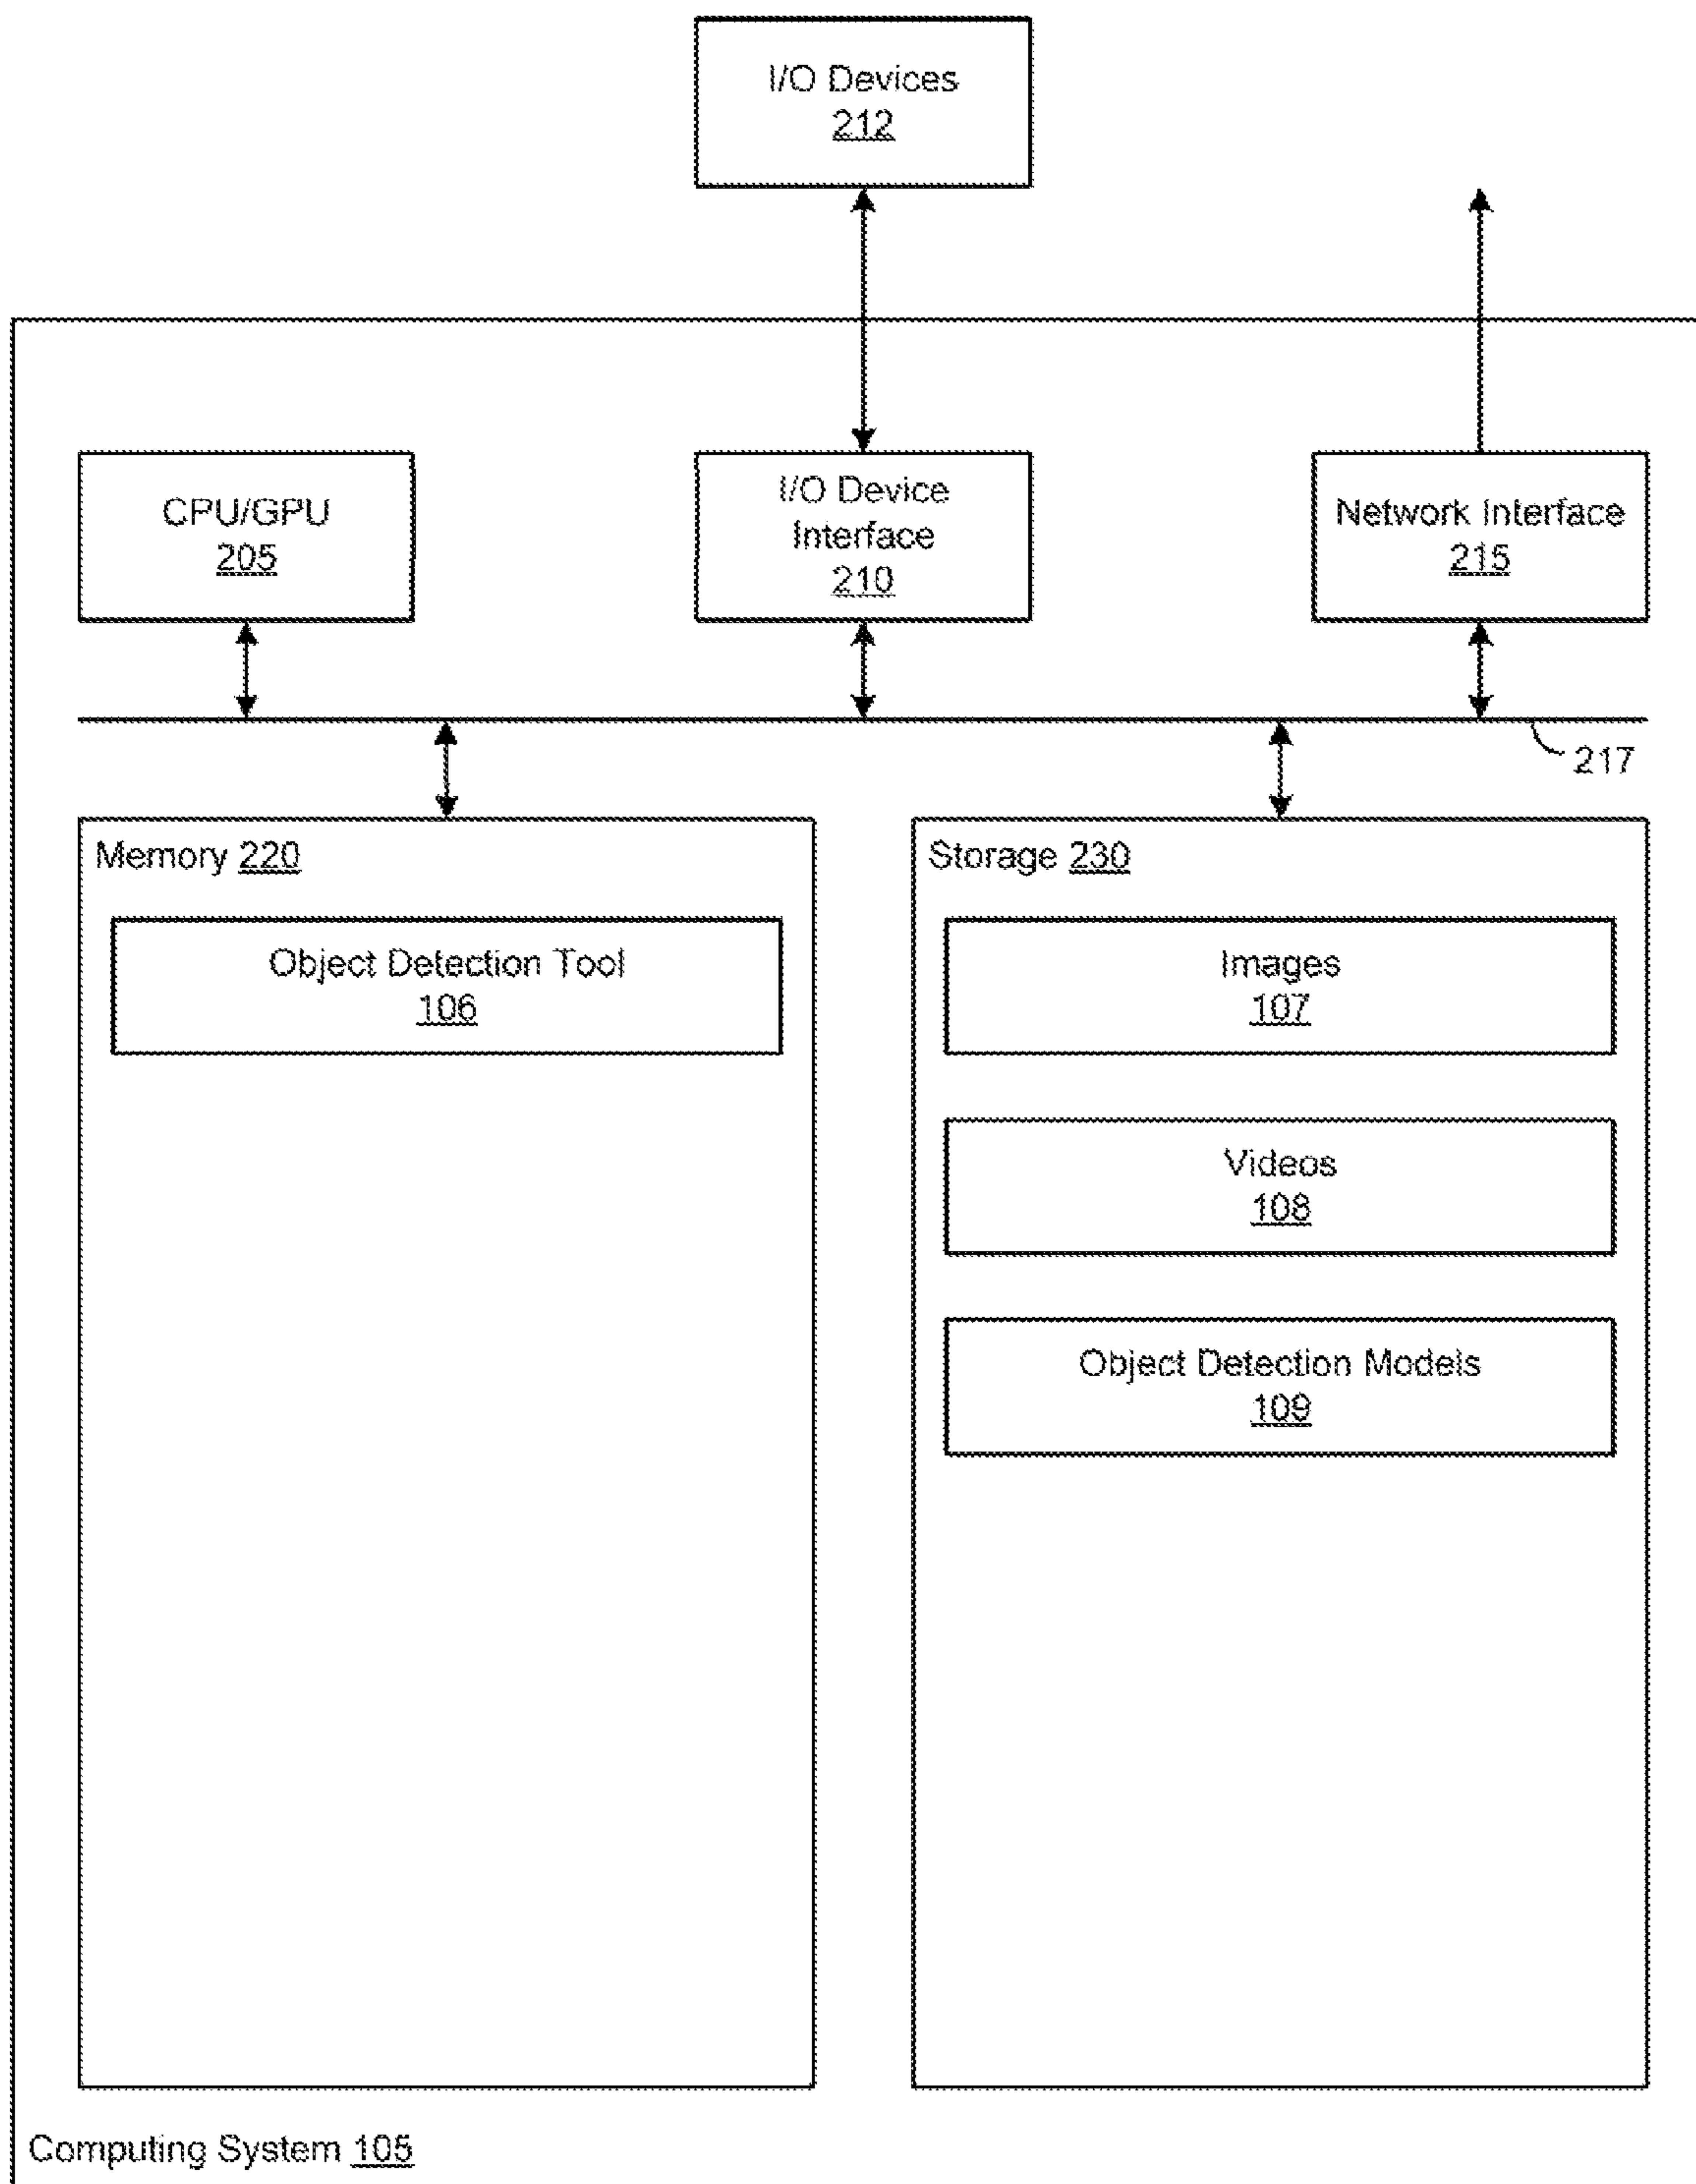 I/O Devices
212
CPU/GPU
205
I/O Device
Interface
210
Network Interface
215
217
Memory 220
Object Detection Tool
106
Storage 230
Images
107
Videos
108
Object Detection Models
109
Computing System 105